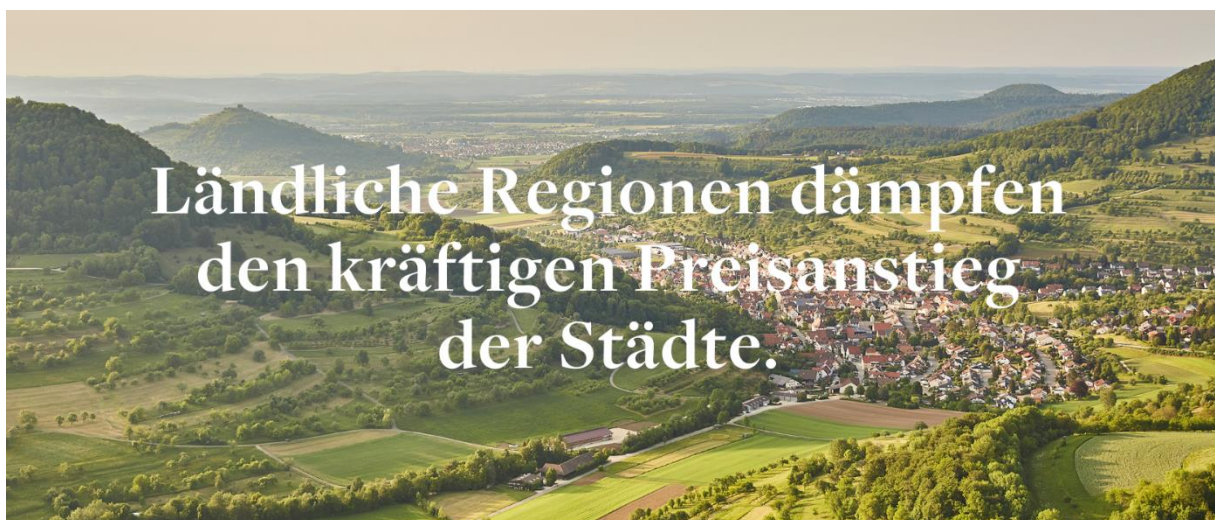 Ländliche Regionen dämpfen
den kräftigen Preisanstieg
der Städte.